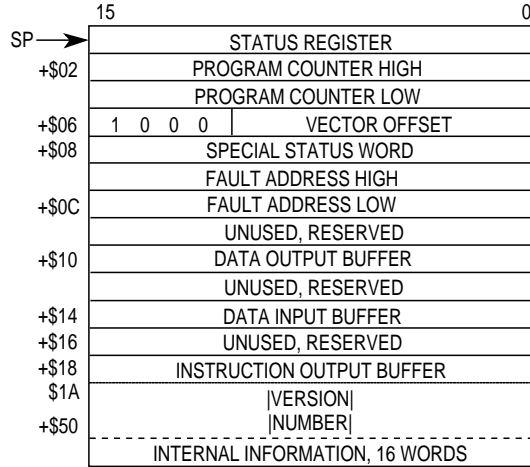 15 0
SP STATUS REGISTER
+$02 PROGRAM COUNTER HIGH
PROGRAM COUNTER LOW
+$06 1 0 0 0 VECTOR OFFSET
+$08 SPECIAL STATUS WORD
FAULT ADDRESS HIGH
+$0C FAULT ADDRESS LOW
UNUSED, RESERVED
+$10 DATA OUTPUT BUFFER
UNUSED, RESERVED
+$14 DATA INPUT BUFFER
+$16 UNUSED, RESERVED
+$18 INSTRUCTION OUTPUT BUFFER
$1A |VERSION|
+$50 |NUMBER|
INTERNAL INFORMATION, 16 WORDS